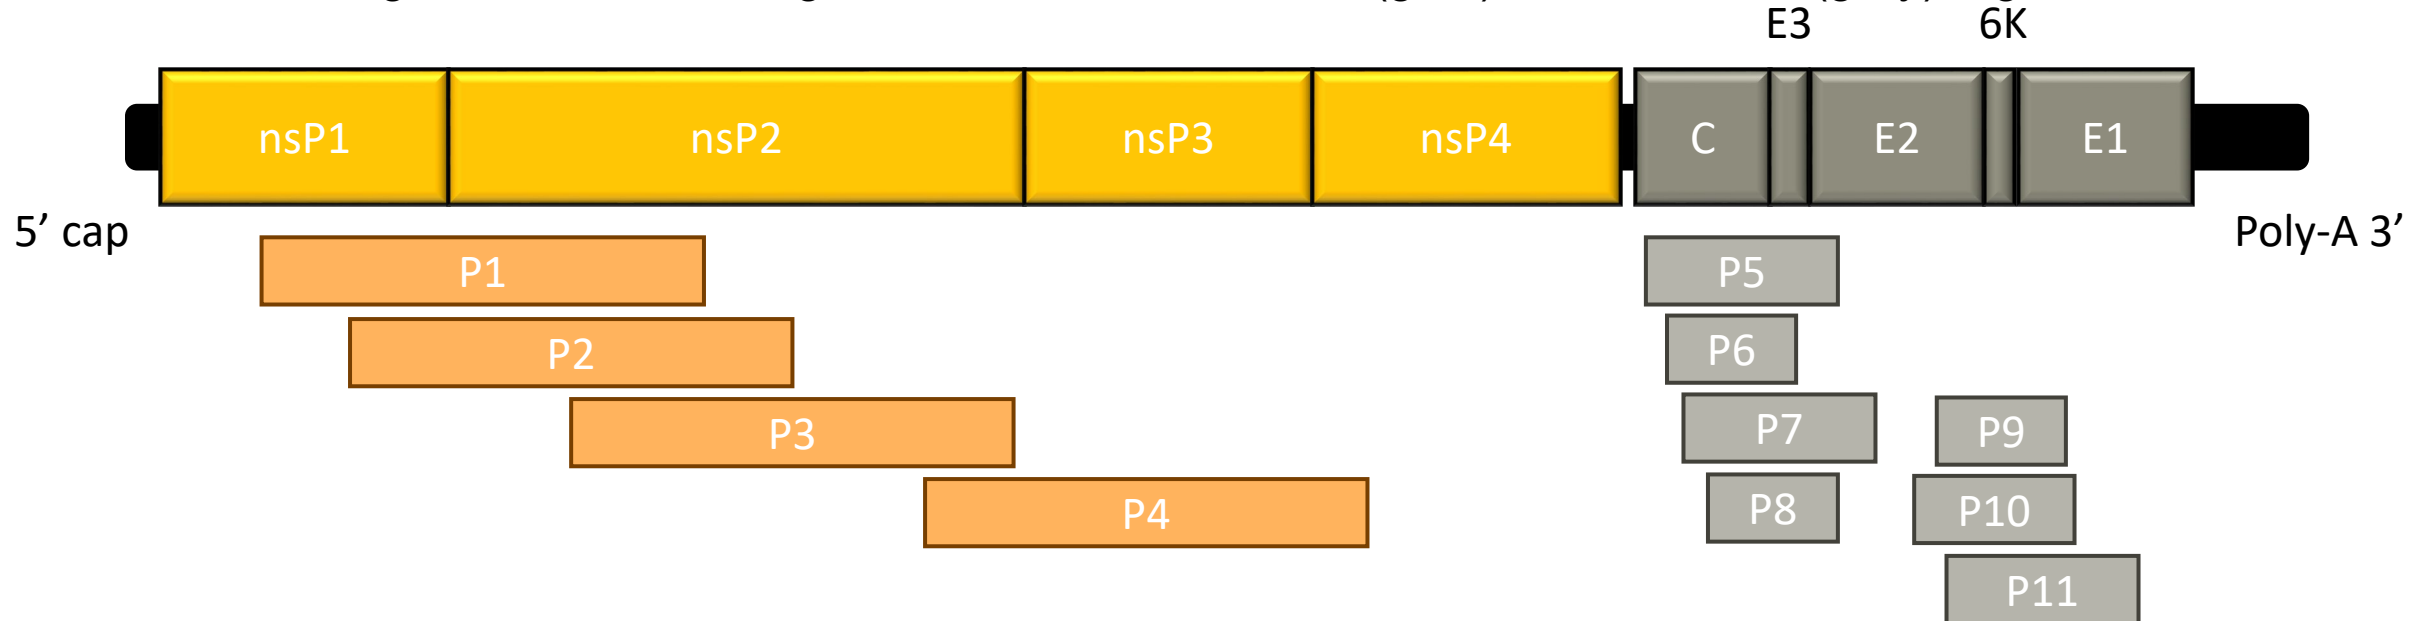 E3 6K
nsP1 nsP2 nsP3 nsP4 C E2 E1
5’ cap Poly-A 3’
P1 P5
P2 P6
P3 P7 P9
P4 P8 P10
P11